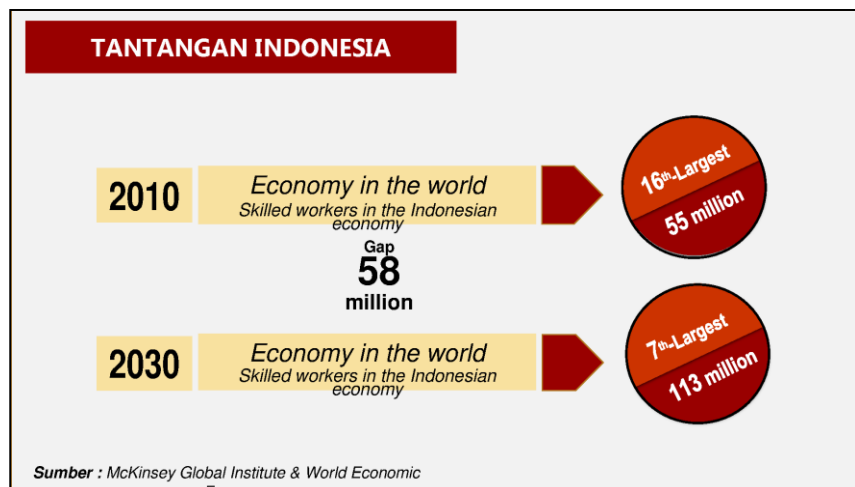 TANTANGAN INDONESIA
2010
Economy in the world
Skilled workers in the Indonesian
economy
16th-Largest
55 million
Gap
58
million
2030
Economy in the world
Skilled workers in the Indonesian
economy
7th-Largest
113 million
Sumber : McKinsey Global Institute & World Economic